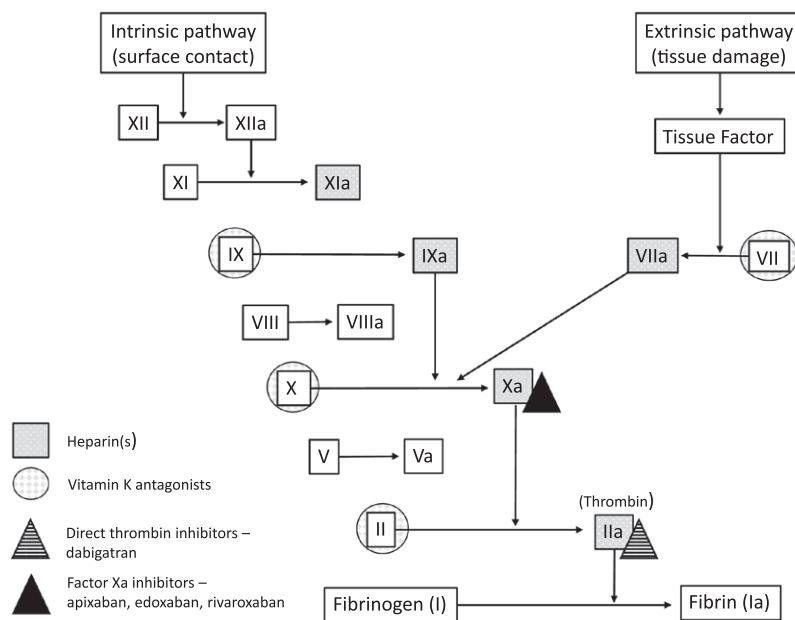 Intrinsic pathway
(surface contact)
Extrinsic pathway
(tissue damage)
XII
XIIa
Tissue Factor
XI
XIa
IX
IXa
VIIa
VII
VIII
VIIIa
X
Xa
Heparin(s)
V
Va
Vitamin K antagonists
(Thrombin)
II
IIa
Direct thrombin inhibitors –
dabigatran
Factor Xa inhibitors –
apixaban, edoxaban, rivaroxaban
Fibrinogen (I)
Fibrin (Ia)